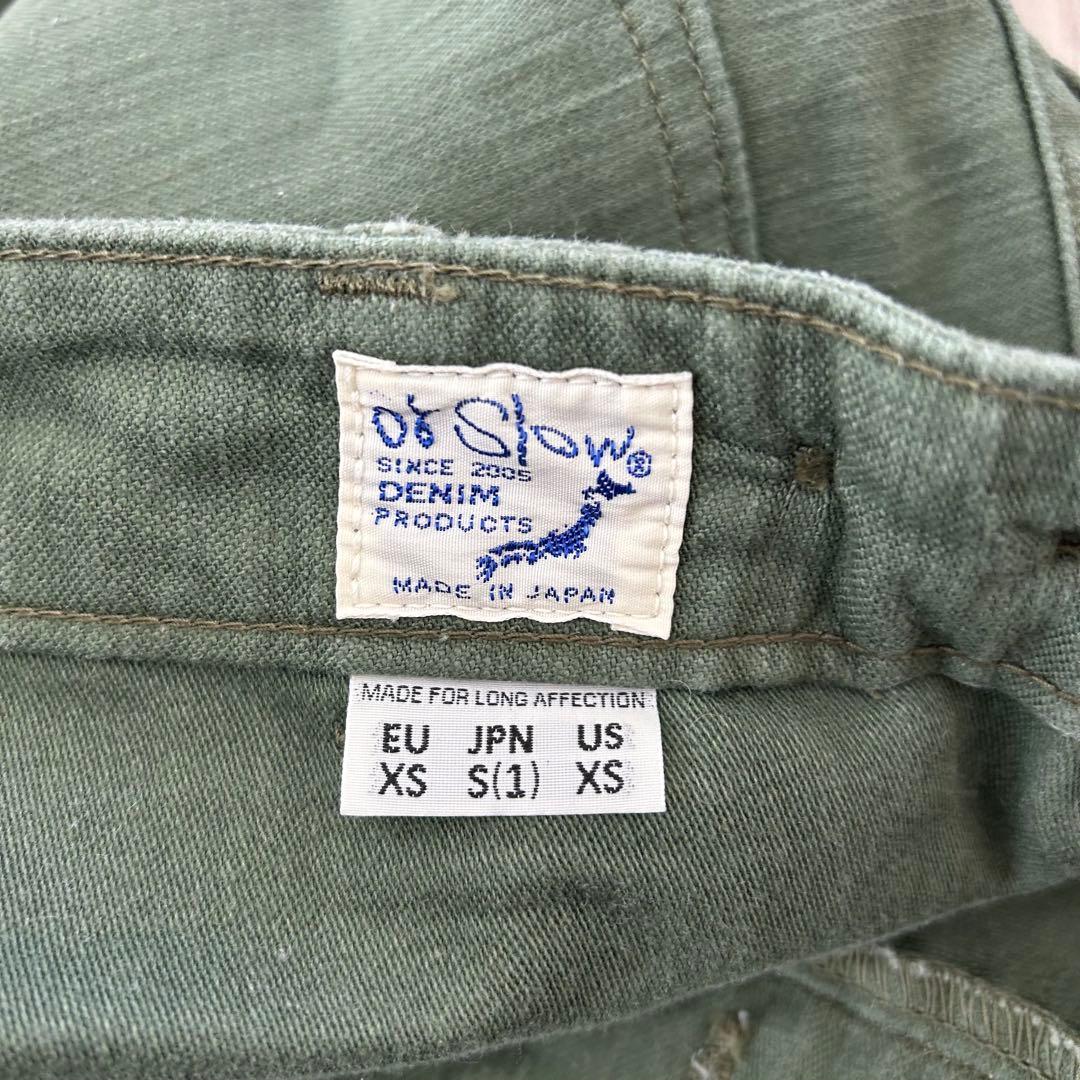 or Slow®
SINCE 2005
DENIM
PRODUCTS
MADE IN JAPAN
MADE FOR LONG AFFECTION
EU JPN US
XS S(1) XS